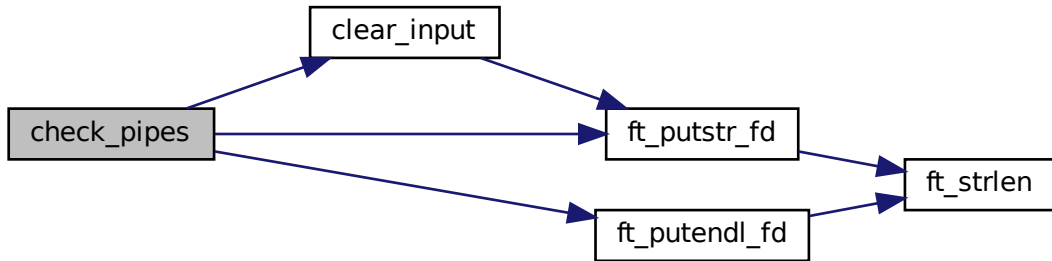 clear_input
check_pipes
ft_putstr_fd
ft_strlen
ft_putendl_fd